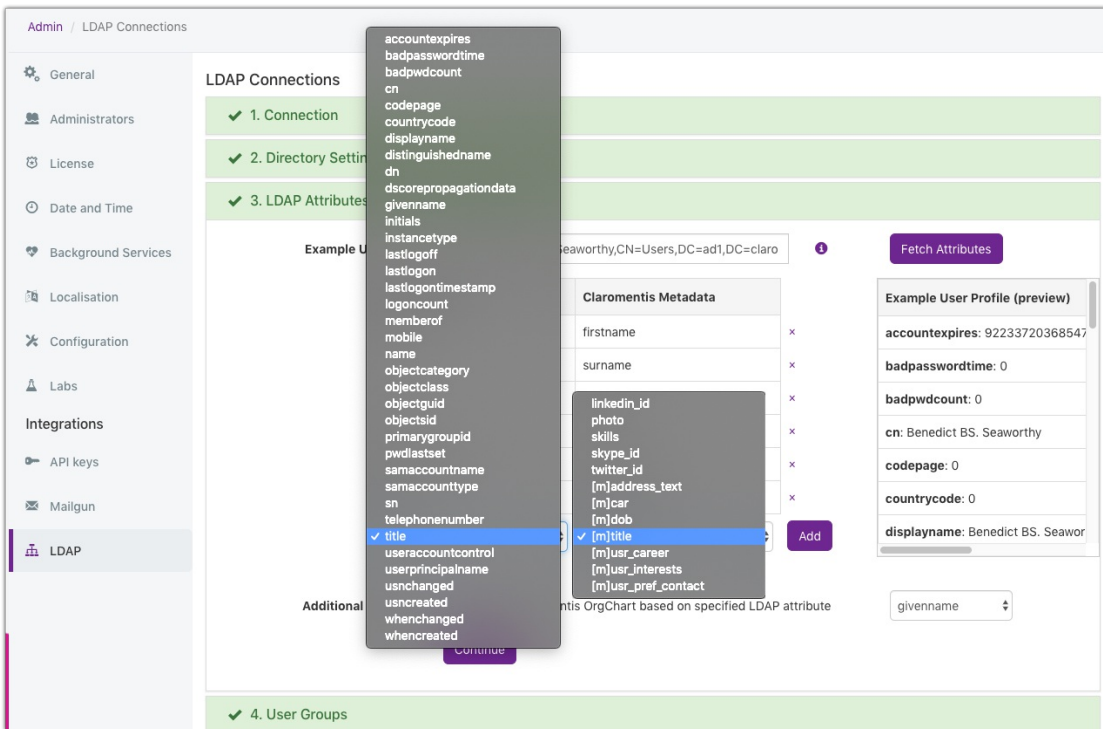 Admin / LDAP Connections
General
Administrators
License
Date and Time
Background Services
Localisation
Configuration
Labs
Integrations
API keys
Mailgun
LDAP
LDAP Connections
1. Connection
2. Directory Settin
3. LDAP Attributes
Example U
Seaworthy,CN=Users,DC=ad1,DC=claro
Fetch Attributes
accountexpires
badpasswordtime
badpwdcount
cn
codepage
countrycode
displayname
distinguishedname
dn
dscorepropagationdata
givenname
initials
instancetype
lastlogoff
lastlogon
lastlogontimestamp
logoncount
memberof
mobile
name
objectcategory
objectclass
objectguid
objectsid
primarygroupid
pwdlastset
samaccountname
samaccounttype
sn
telephonenumber
title
useraccountcontrol
userprincipalname
usnchanged
usncreated
whenchanged
whencreated
Claromentis Metadata
firstname
surname
linkedin_id
photo
skills
skype_id
twitter_id
[m]address_text
[m]car
[m]dob
[m]title
[m]usr_career
[m]usr_interests
[m]usr_pref_contact
Add
Example User Profile (preview)
accountexpires: 92233720368547
badpasswordtime: 0
badpwdcount: 0
cn: Benedict BS. Seaworthy
codepage: 0
countrycode: 0
displayname: Benedict BS. Seawor
Additional
ntis OrgChart based on specified LDAP attribute
givenname
Continue
4. User Groups